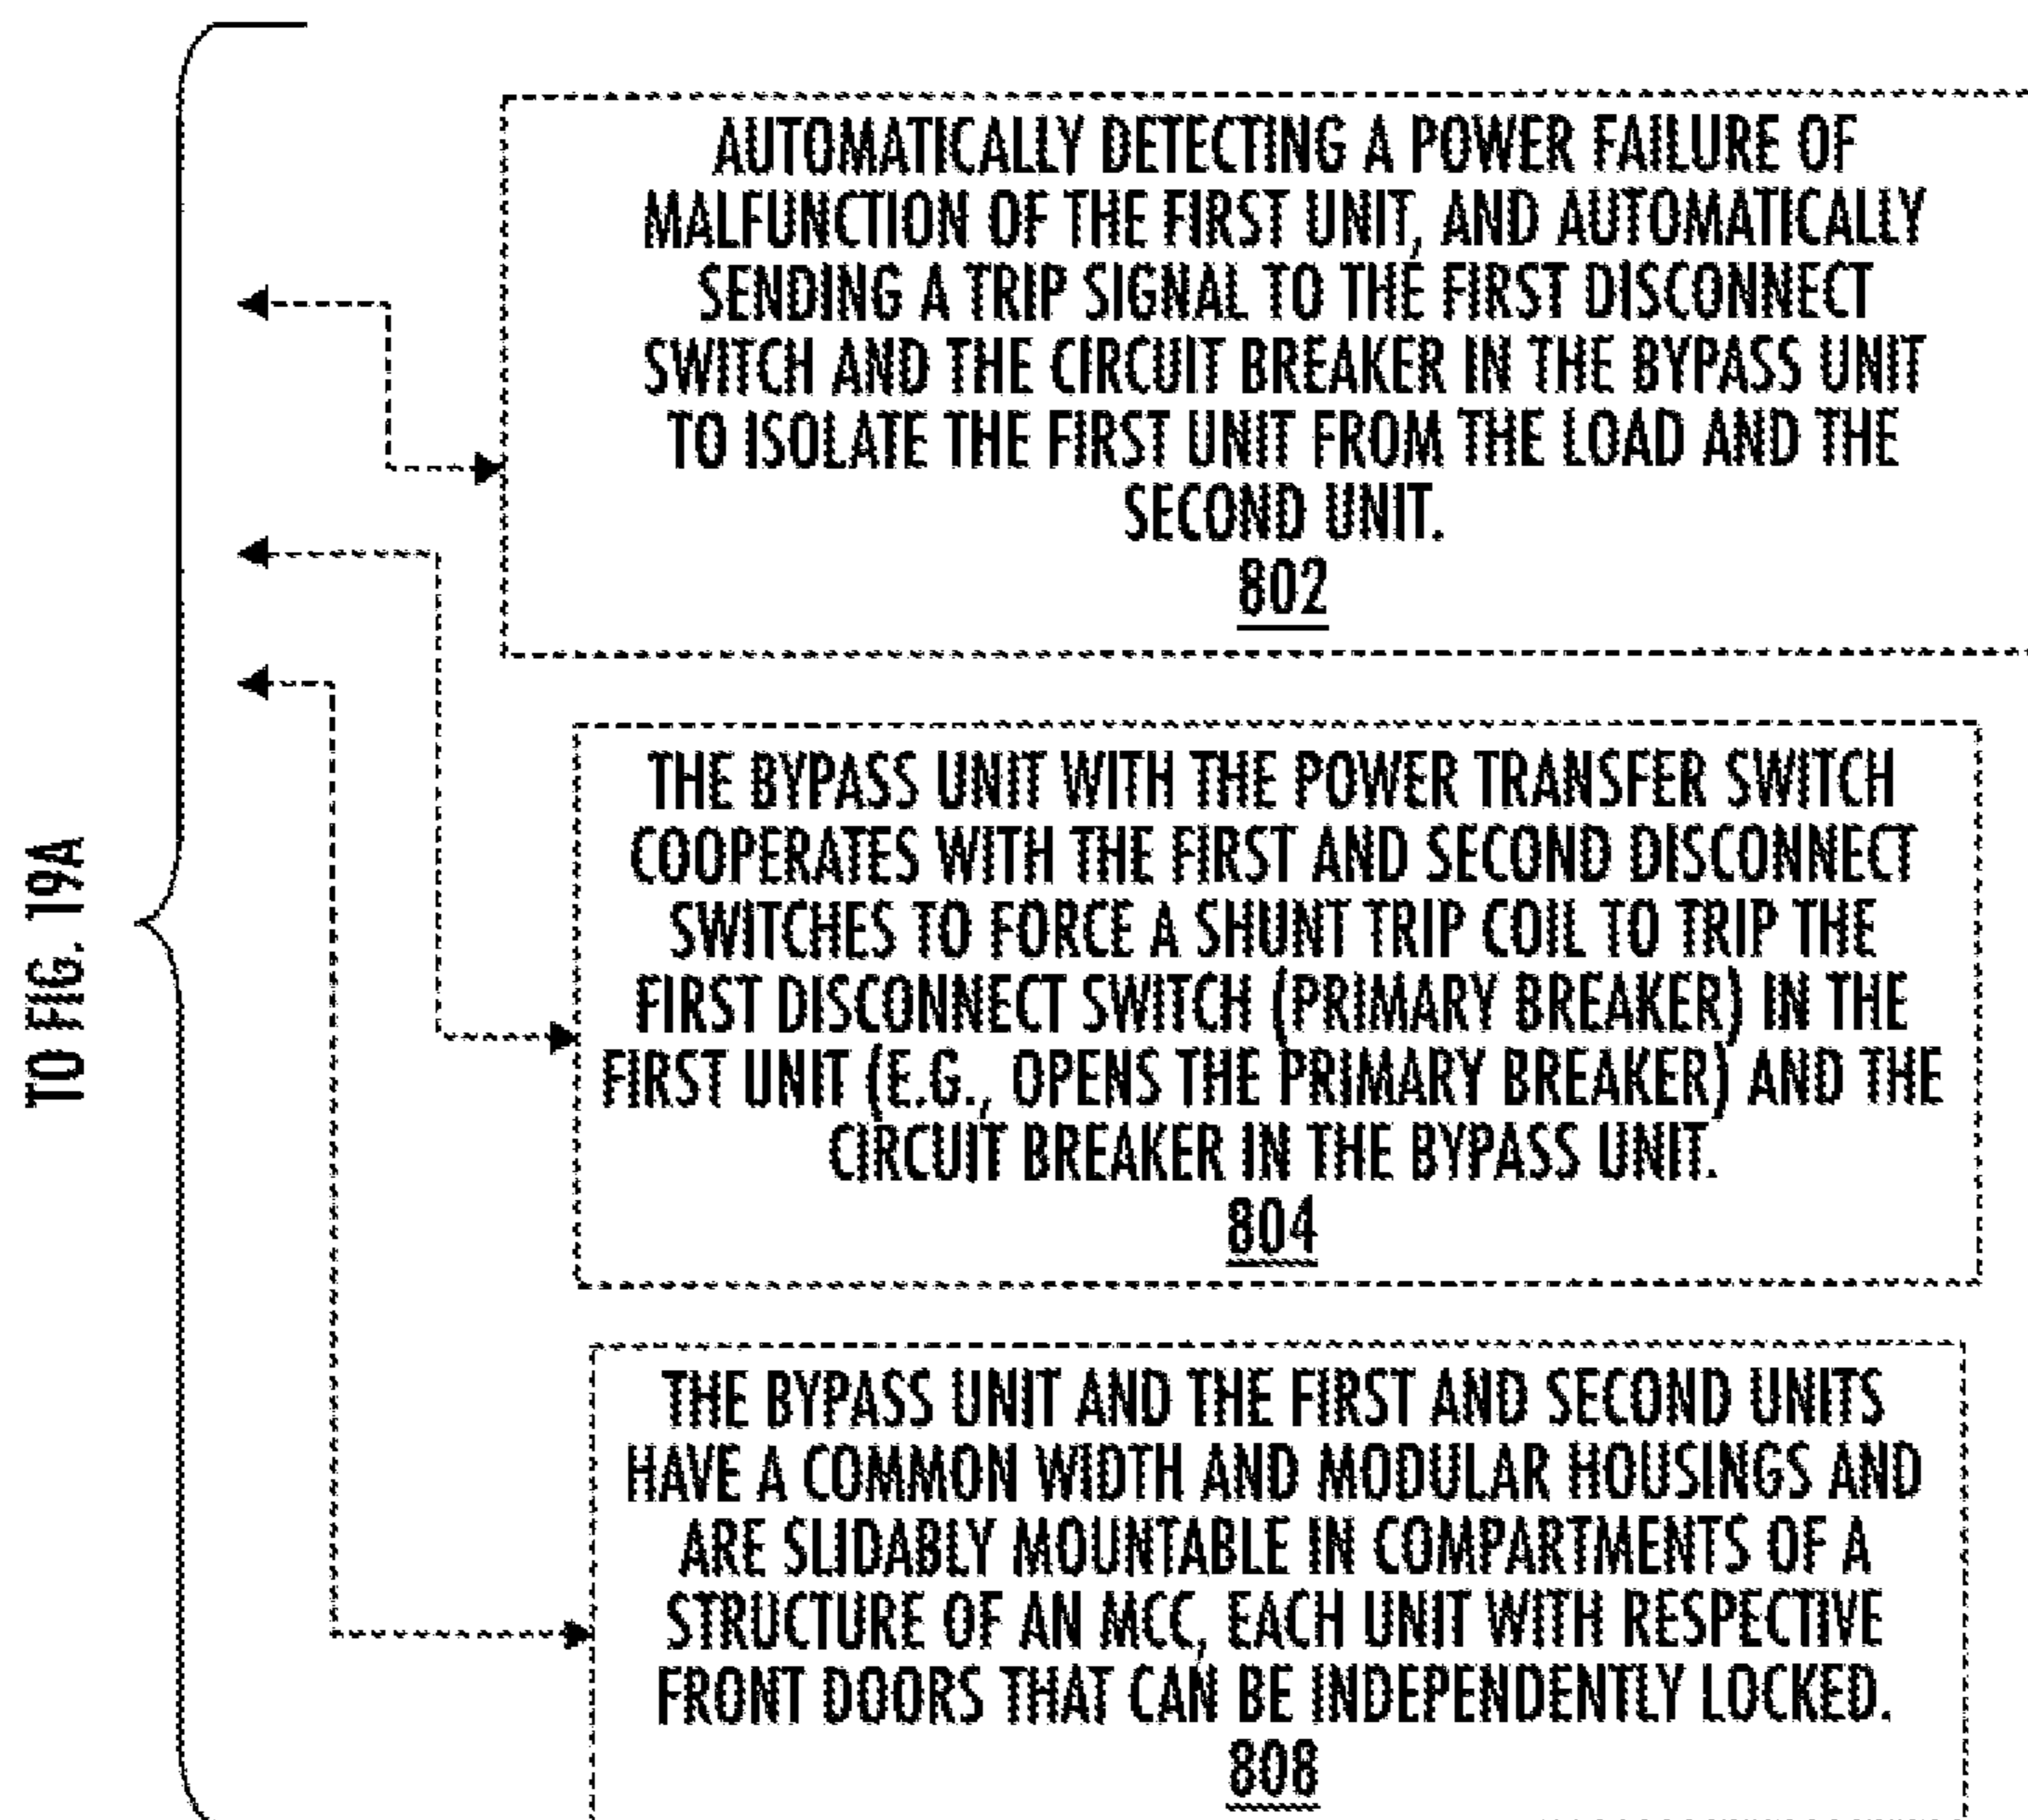 TO FIG. 19A
AUTOMATICALLY DETECTING A POWER FAILURE OF
MALFUNCTION OF THE FIRST UNIT, AND AUTOMATICALLY
SENDING A TRIP SIGNAL TO THE FIRST DISCONNECT
SWITCH AND THE CIRCUIT BREAKER IN THE BYPASS UNIT
TO ISOLATE THE FIRST UNIT FROM THE LOAD AND THE
SECOND UNIT.
802
THE BYPASS UNIT WITH THE POWER TRANSFER SWITCH
COOPERATES WITH THE FIRST AND SECOND DISCONNECT
SWITCHES TO FORCE A SHUNT TRIP COIL TO TRIP THE
FIRST DISCONNECT SWITCH (PRIMARY BREAKER) IN THE
FIRST UNIT (E.G., OPENS THE PRIMARY BREAKER) AND THE
CIRCUIT BREAKER IN THE BYPASS UNIT.
804
THE BYPASS UNIT AND THE FIRST AND SECOND UNITS
HAVE A COMMON WIDTH AND MODULAR HOUSINGS AND
ARE SLIDABLY MOUNTABLE IN COMPARTMENTS OF A
STRUCTURE OF AN MCC, EACH UNIT WITH RESPECTIVE
FRONT DOORS THAT CAN BE INDEPENDENTLY LOCKED.
808